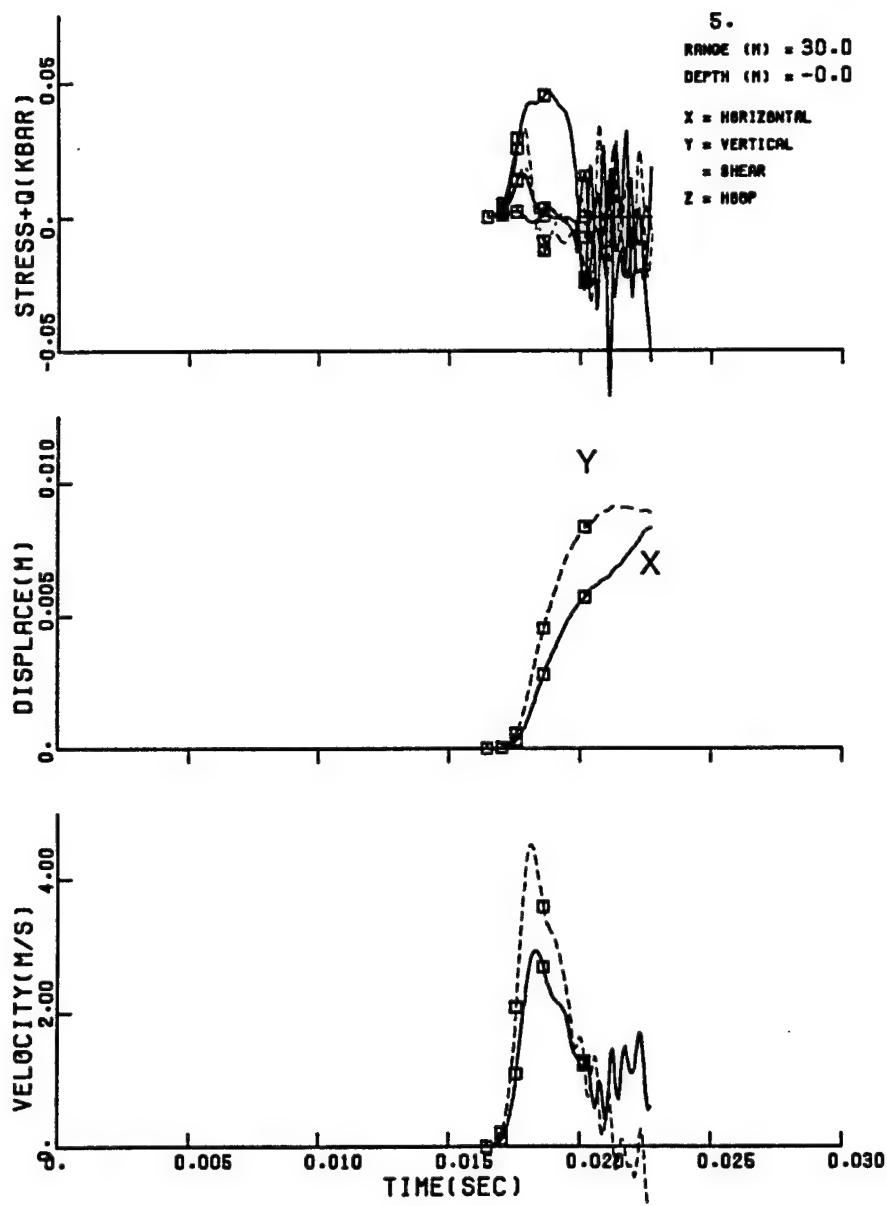 5.
RANGE (M) = 30.0
DEPTH (M) = -0.0
X = HORIZONTAL
Y = VERTICAL
= SHEAR
Z = HOOP
STRESS+Q(KBAR)
0.05
0.0
-0.05
DISPLACE(M)
0.010
0.005
0.
Y
X
VELOCITY(M/S)
4.00
2.00
0.
0. 0.005 0.010 0.015 0.020 0.025 0.030
TIME(SEC)